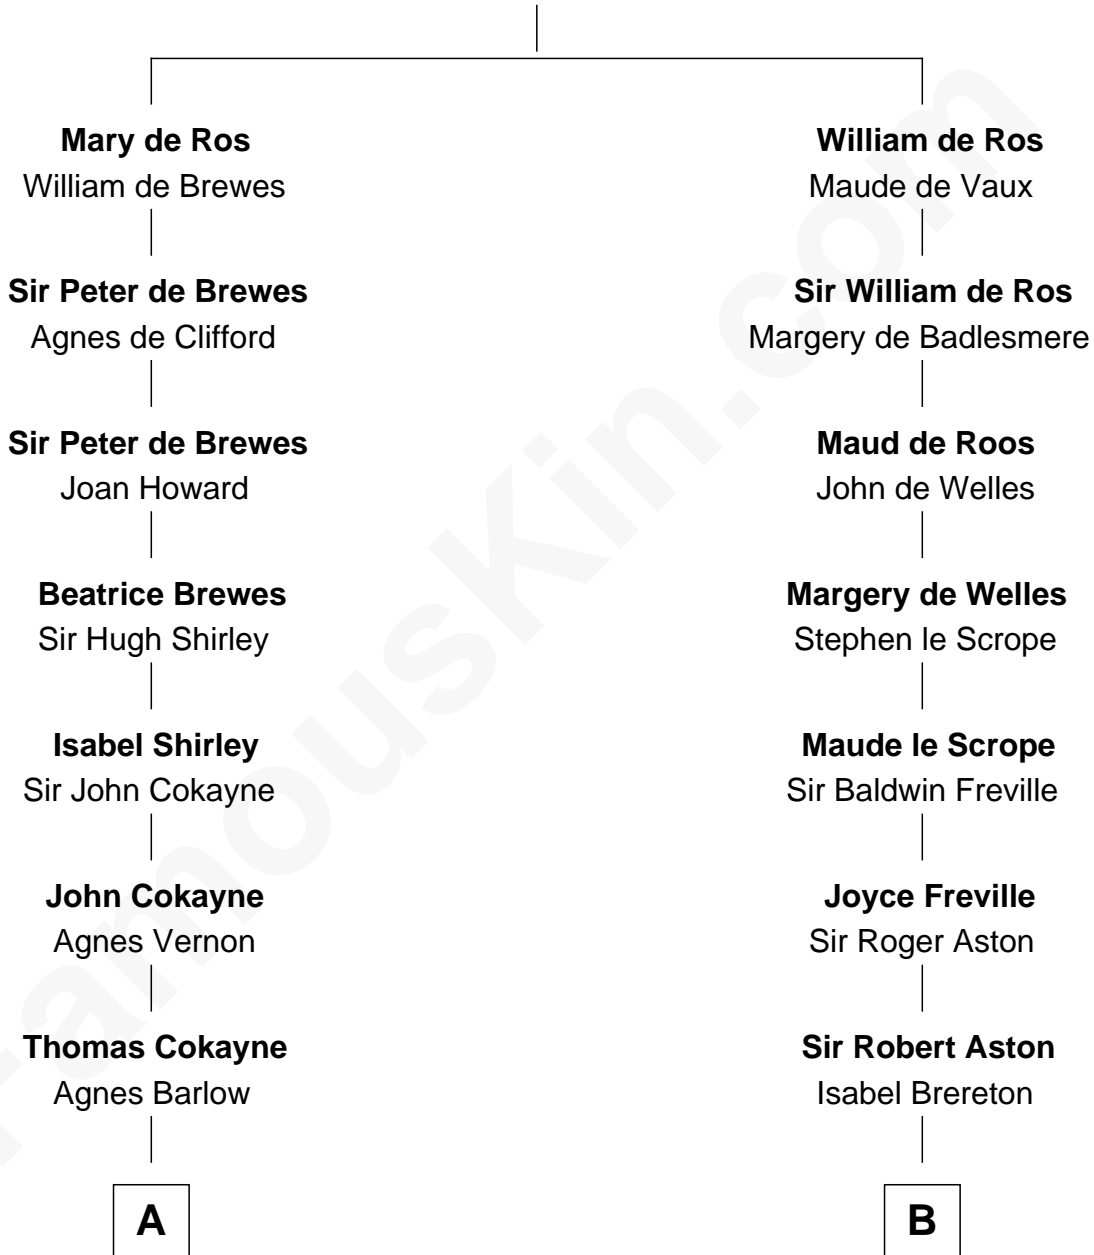 Mary de Ros
William de Brewes
Sir Peter de Brewes
Agnes de Clifford
Sir Peter de Brewes
Joan Howard
Beatrice Brewes
Sir Hugh Shirley
Isabel Shirley
Sir John Cokayne
John Cokayne
Agnes Vernon
Thomas Cokayne
Agnes Barlow
A
William de Ros
Maude de Vaux
Sir William de Ros
Margery de Badlesmere
Maud de Roos
John de Welles
Margery de Welles
Stephen le Scrope
Maude le Scrope
Sir Baldwin Freville
Joyce Freville
Sir Roger Aston
Sir Robert Aston
Isabel Brereton
B
FamousKin.com